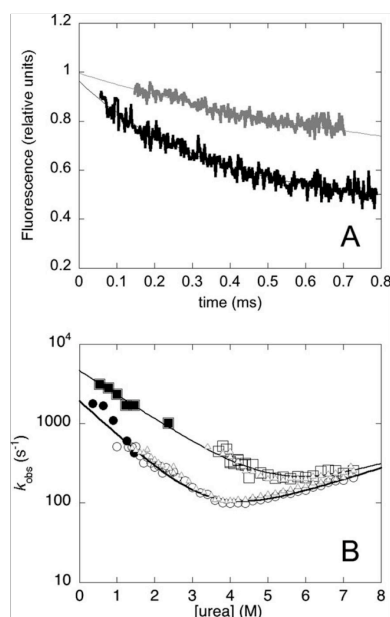 1.2
1
0.8
0.6
0.4
0.2
Fluorescence (relative units)
A
0 0.1 0.2 0.3 0.4 0.5 0.6 0.7 0.8
time (ms)
10⁴
1000
100
10
k_obs (s⁻¹)
B
0 1 2 3 4 5 6 7 8
[urea] (M)